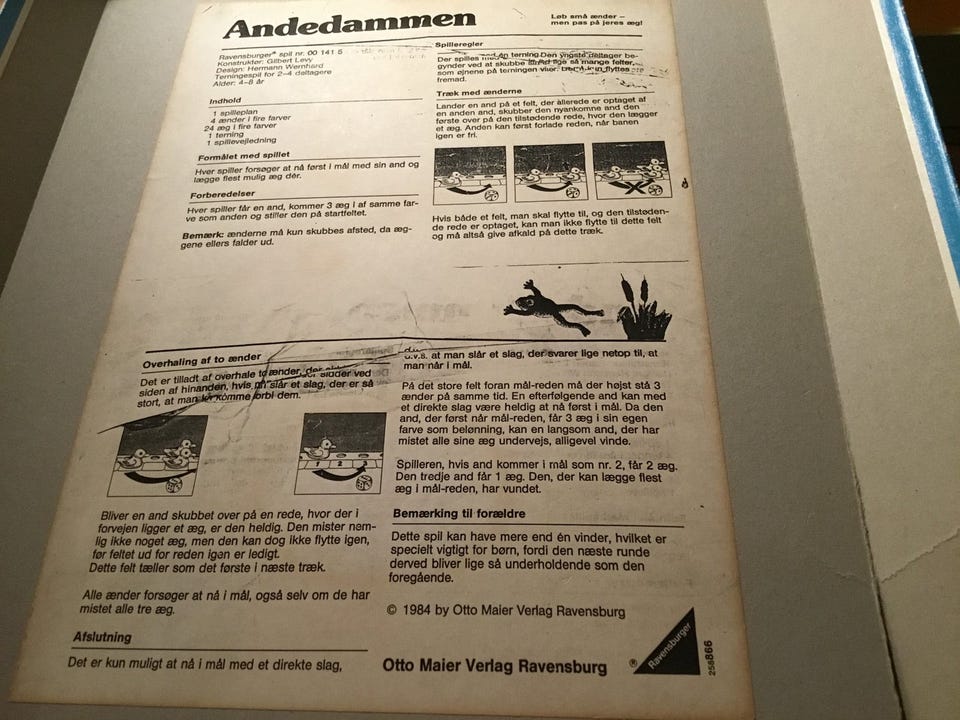 Andedammen
Løb små ænder –
men pas på jeres æg!
Ravensburger® spil nr. 00 141 5
Konstruktør: Gilbert Levy
Design: Hermann Wernhard
Terningespil for 2–4 deltagere
Alder: 4–8 år
Indhold
1 spilleplan
4 ænder i fire farver
24 æg i fire farver
1 terning
1 spillevejledning
Formålet med spillet
Hver spiller forsøger at nå først i mål med sin and og
lægge flest mulig æg dér.
Forberedelser
Hver spiller får en and, kommer 3 æg i af samme far-
ve som anden og stiller den på startfeltet.
Bemærk: ænderne må kun skubbes afsted, da æg-
gene ellers falder ud.
Spilleregler
Der spilles med én terning. Den yngste deltager be-
gynder ved at skubbe sin and lige så mange felter,
som øjnene på terningen viser. Der må kun flyttes
fremad.
Træk med ænderne
Lander en and på et felt, der allerede er optaget af
en anden and, skubber den nyankomne and den
første over på den tilstødende rede, hvor den lægger
et æg. Anden kan først forlade reden, når banen
igen er fri.
Hvis både et felt, man skal flytte til, og den tilstøden-
de rede er optaget, kan man ikke flytte til dette felt
og må altså give afkald på dette træk.
Overhaling af to ænder
Det er tilladt af overhale to ænder, der sidder ved
siden af hinanden, hvis man slår et slag, der er så
stort, at man kan komme forbi dem.
1 2
Bliver en and skubbet over på en rede, hvor der i
forvejen ligger et æg, er den heldig. Den mister nem-
lig ikke noget æg, men den kan dog ikke flytte igen,
før feltet ud for reden igen er ledigt.
Dette felt tæller som det første i næste træk.
Alle ænder forsøger at nå i mål, også selv om de har
mistet alle tre æg.
Afslutning
Det er kun muligt at nå i mål med et direkte slag,
d.v.s. at man slår et slag, der svarer lige netop til, at
man når i mål.
På det store felt foran mål-reden må der højst stå 3
ænder på samme tid. En efterfølgende and kan med
et direkte slag være heldig at nå først i mål. Da den
and, der først når mål-reden, får 3 æg i sin egen
farve som belønning, kan en langsom and, der har
mistet alle sine æg undervejs, alligevel vinde.
Spilleren, hvis and kommer i mål som nr. 2, får 2 æg.
Den tredje and får 1 æg. Den, der kan lægge flest
æg i mål-reden, har vundet.
Bemærkning til forældre
Dette spil kan have mere end én vinder, hvilket er
specielt vigtigt for børn, fordi den næste runde
derved bliver lige så underholdende som den
foregående.
© 1984 by Otto Maier Verlag Ravensburg
Otto Maier Verlag Ravensburg
® Ravensburger
258866